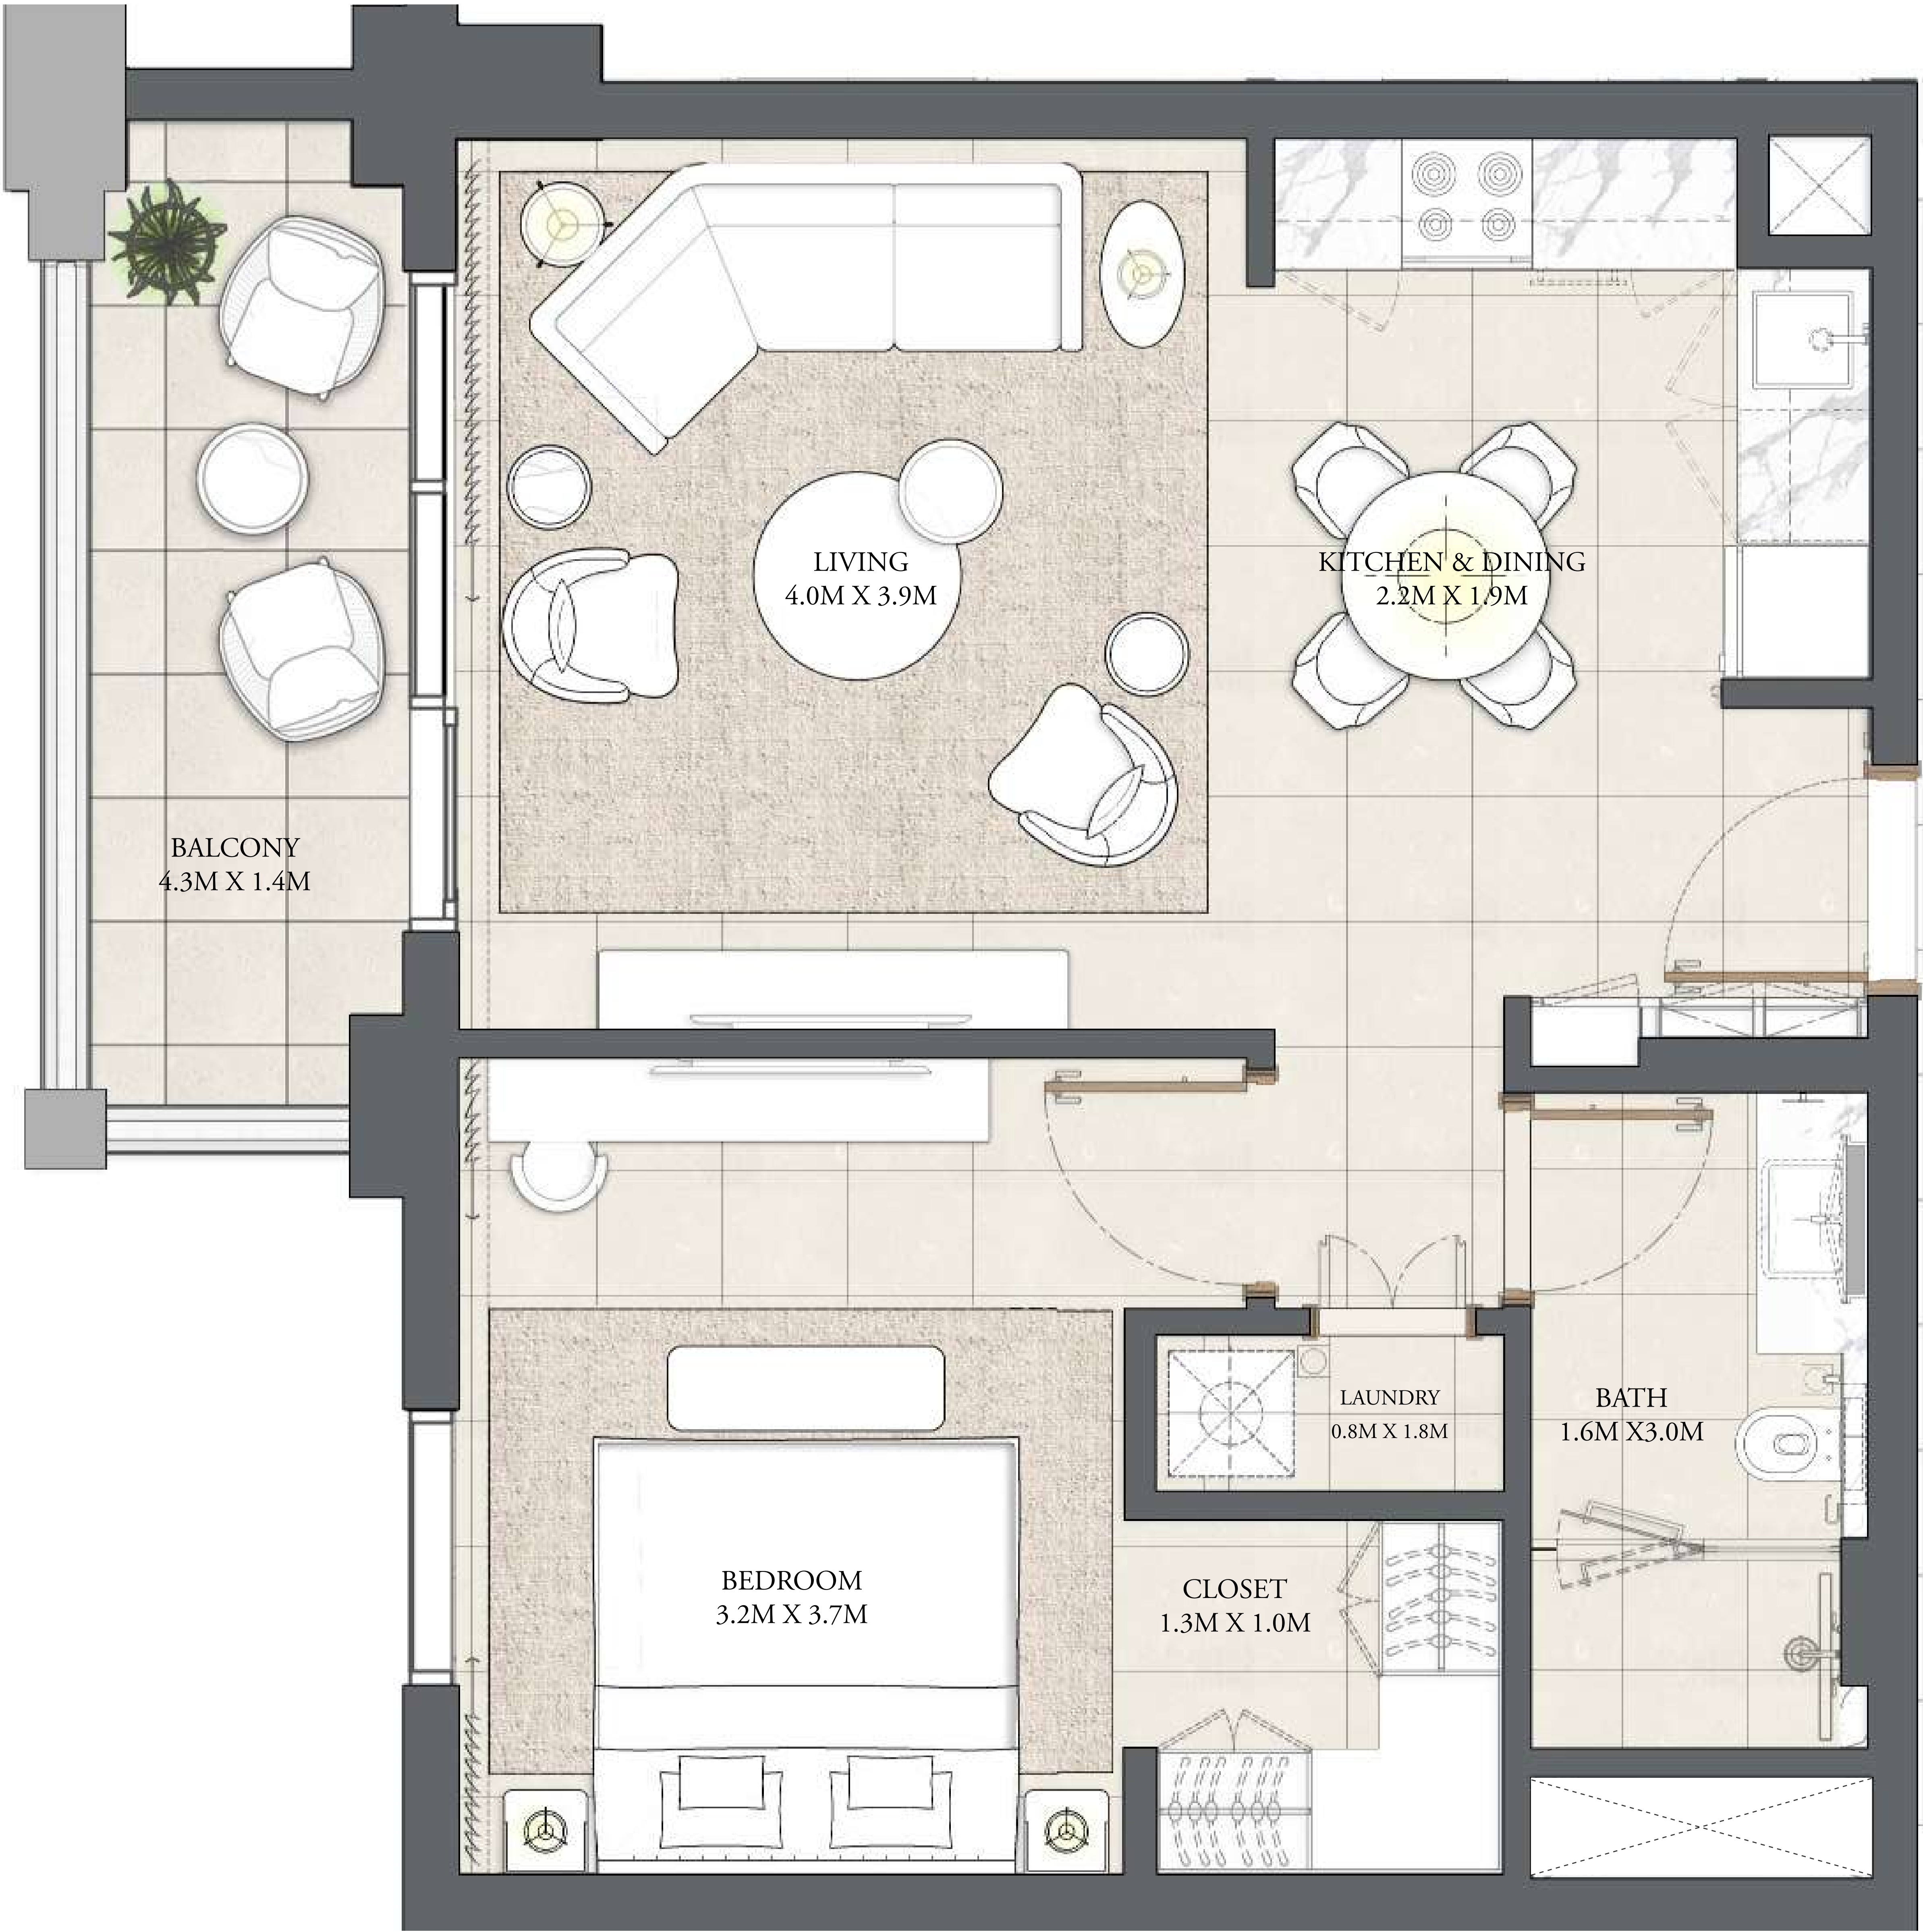 LIVING
4.0M X 3.9M
KITCHEN & DINING
2.2M X 1.9M
BALCONY
4.3M X 1.4M
LAUNDRY
0.8M X 1.8M
BATH
1.6M X3.0M
BEDROOM
3.2M X 3.7M
CLOSET
1.3M X 1.0M